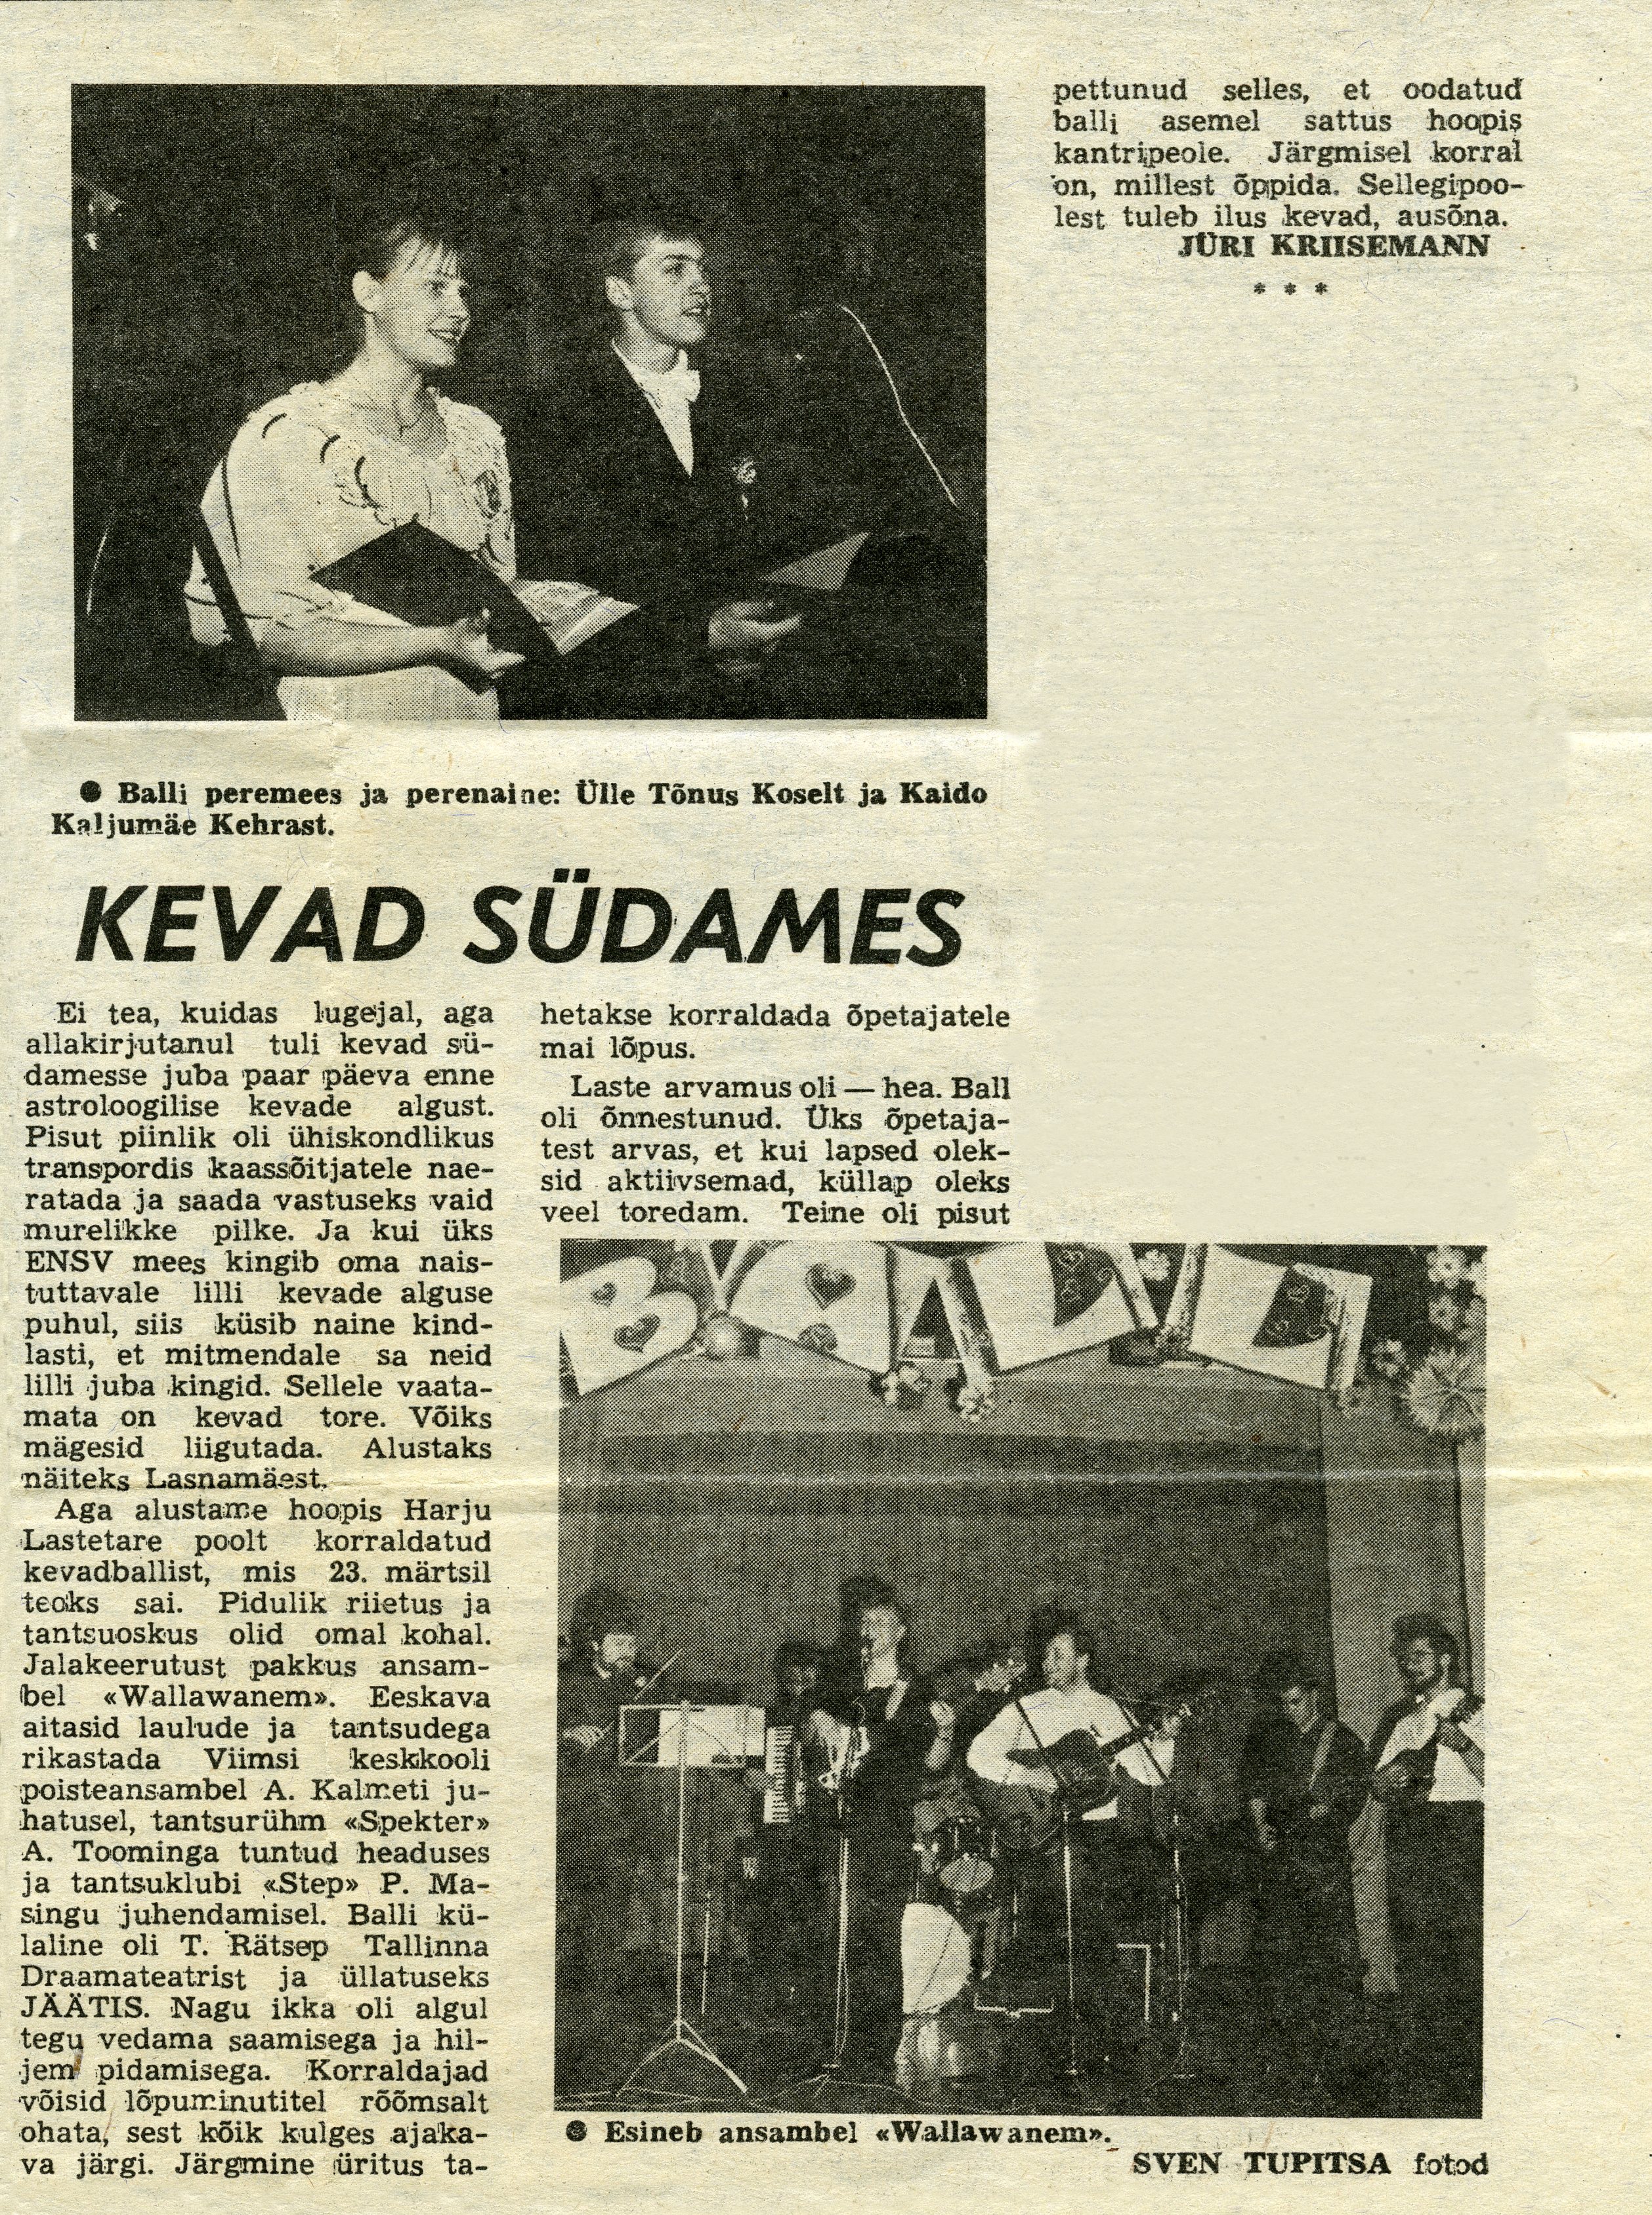 ● Balli peremees ja perenaine: Ülle Tõnus Koselt ja Kaido
Kaljumäe Kehrast.
KEVAD SÜDAMES
Ei tea, kuidas lugejal, aga
allakirjutanul tuli kevad sü-
damesse juba paar päeva enne
astroloogilise kevade algust.
Pisut piinlik oli ühiskondlikus
transpordis kaassõitjatele nae-
ratada ja saada vastuseks vaid
murelikke pilke. Ja kui üks
ENSV mees kingib oma nais-
tuttavale lilli kevade alguse
puhul, siis küsib naine kind-
lasti, et mitmendale sa neid
lilli juba kingid. Sellele vaata-
mata on kevad tore. Võiks
mägesid liigutada. Alustaks
näiteks Lasnamäest.
Aga alustame hoopis Harju
Lastetare poolt korraldatud
kevadballist, mis 23. märtsil
teoks sai. Pidulik riietus ja
tantsuoskus olid omal kohal.
Jalakeerutust pakkus ansam-
bel «Wallawanem». Eeskava
aitasid laulude ja tantsudega
rikastada Viimsi keskkooli
poisteansambel A. Kalmeti ju-
hatusel, tantsurühm «Spekter»
A. Toominga tuntud headuses
ja tantsuklubi «Step» P. Ma-
singu juhendamisel. Balli kü-
laline oli T. Rätsep Tallinna
Draamateatrist ja üllatuseks
JÄÄTIS. Nagu ikka oli algul
tegu vedama saamisega ja hil-
jem pidamisega. Korraldajad
võisid lõpuminutitel rõõmsalt
ohata, sest kõik kulges ajaka-
va järgi. Järgmine üritus ta-
hetakse korraldada õpetajatele
mai lõpus.
Laste arvamus oli — hea. Ball
oli õnnestunud. Üks õpetaja-
test arvas, et kui lapsed olek-
sid aktiivsemad, küllap oleks
veel toredam. Teine oli pisut
pettunud selles, et oodatud
balli asemel sattus hoopis
kantripeole. Järgmisel korral
on, millest õppida. Sellegipoo-
lest tuleb ilus kevad, ausõna.
JÜRI KRIISEMANN
* * *
BALL
● Esineb ansambel «Wallawanem».
SVEN TUPITSA fotod